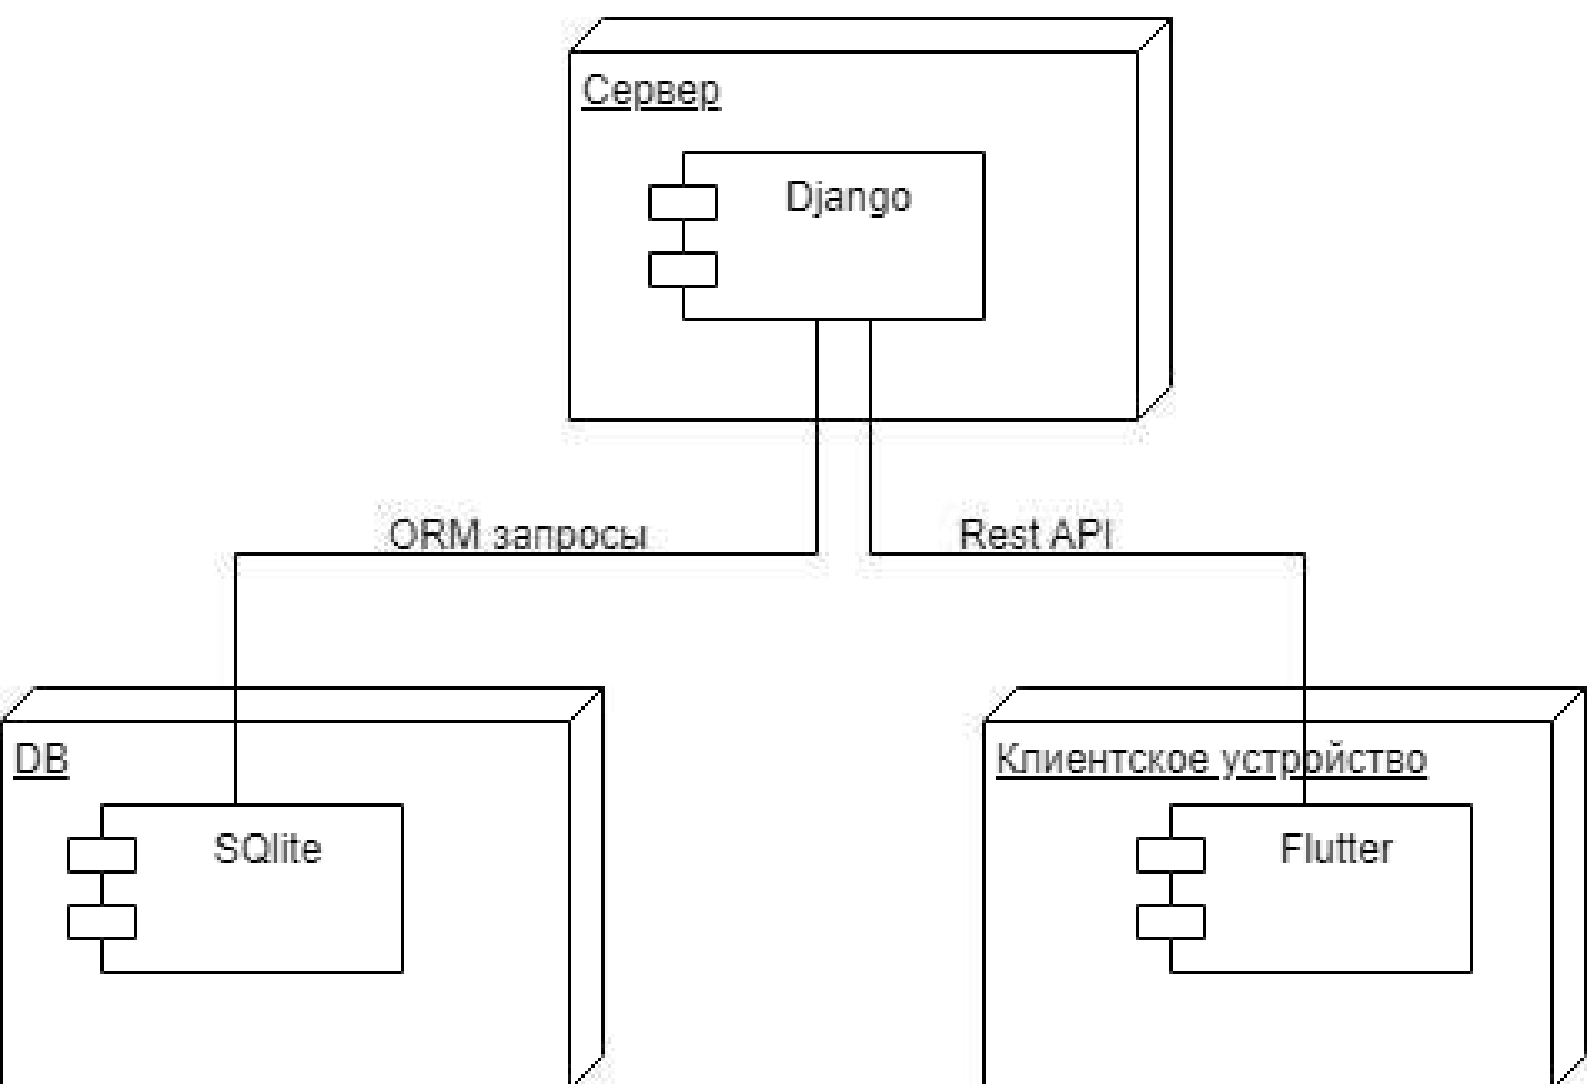 Сервер
Django
ORM запросы
Rest API
DB
SQlite
Клиентское устройство
Flutter